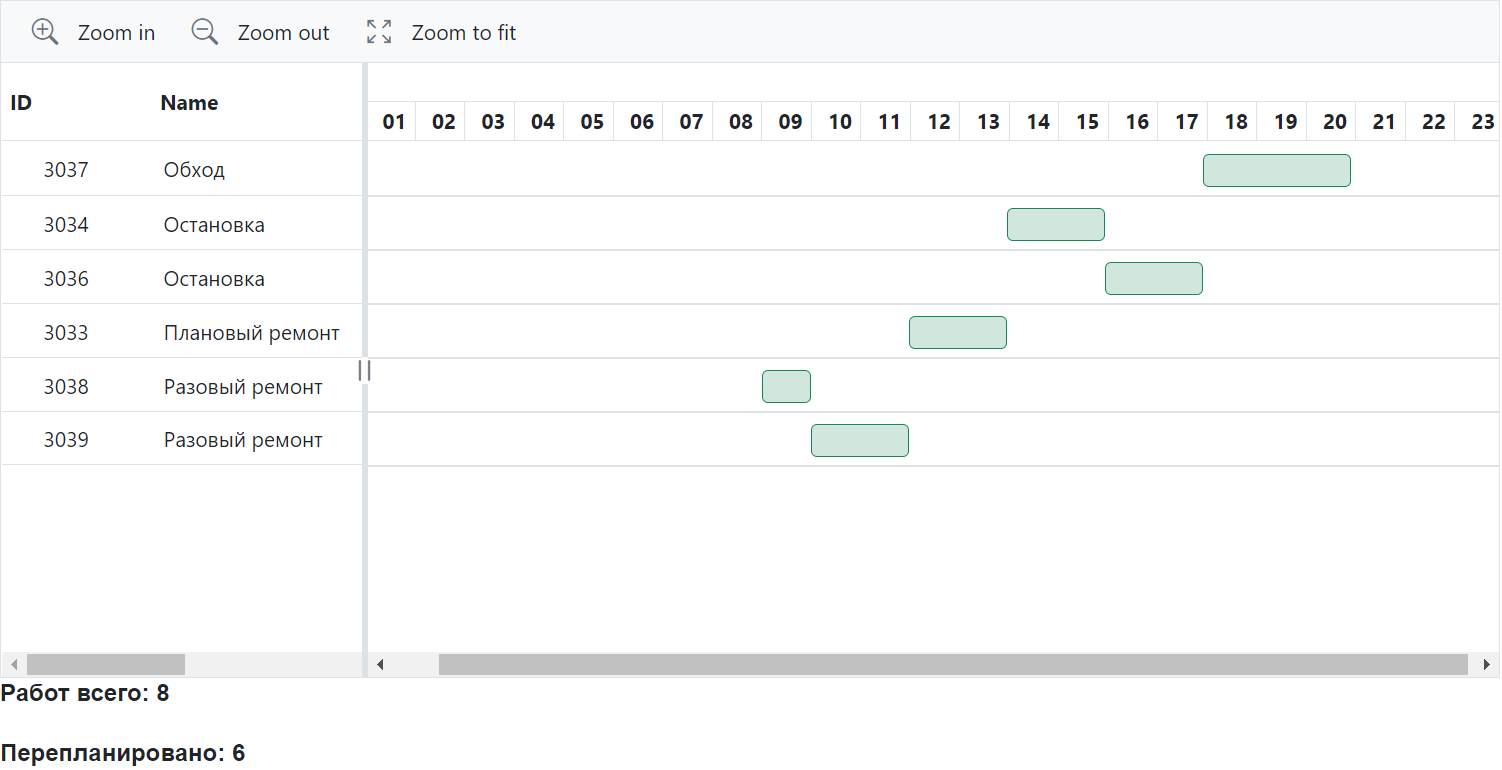 Zoom in Zoom out Zoom to fit
ID Name
01 02 03 04 05 06 07 08 09 10 11 12 13 14 15 16 17 18 19 20 21 22 23
3037 Обход
3034 Остановка
3036 Остановка
3033 Плановый ремонт
3038 Разовый ремонт
3039 Разовый ремонт
Работ всего: 8
Перепланировано: 6